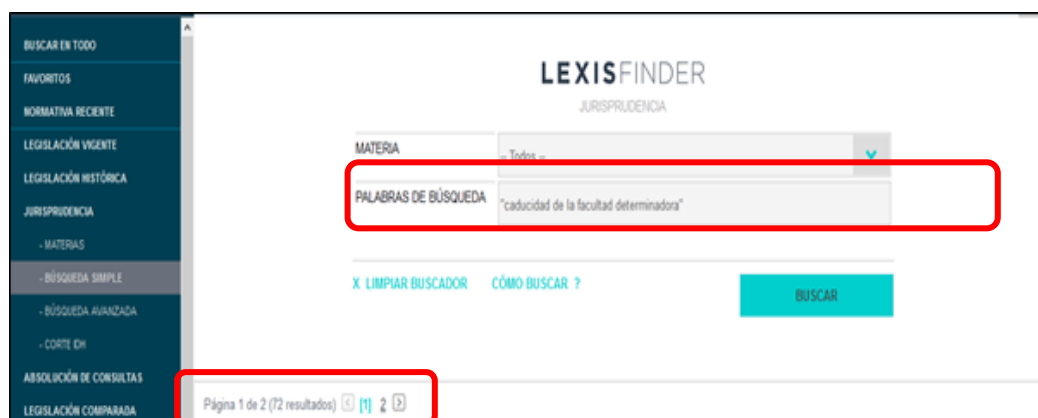 BUSCAR EN TODO
FAVORITOS
NORMATIVA RECIENTE
LEGISLACIÓN VIGENTE
LEGISLACIÓN HISTÓRICA
JURISPRUDENCIA
- MATERIAS
- BÚSQUEDA SIMPLE
- BÚSQUEDA AVANZADA
- CORTE IDH
ABSOLUCIÓN DE CONSULTAS
LEGISLACIÓN COMPARADA
LEXISFINDER
JURISPRUDENCIA
MATERIA
-- Todos --
PALABRAS DE BÚSQUEDA
"caducidad de la facultad determinadora"
X LIMPIAR BUSCADOR CÓMO BUSCAR ?
BUSCAR
Página 1 de 2 (72 resultados) < [1] 2 >